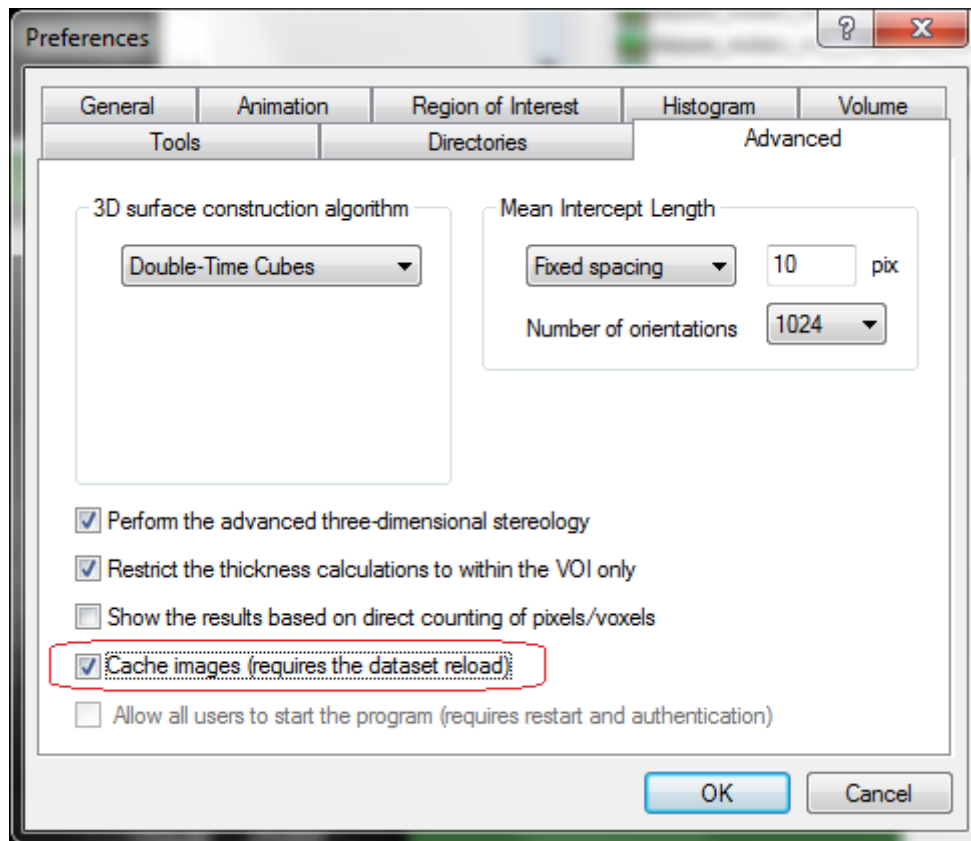 Preferences
General Animation Region of Interest Histogram Volume
Tools Directories Advanced
3D surface construction algorithm Mean Intercept Length
Double-Time Cubes Fixed spacing 10 pix
Number of orientations 1024
Perform the advanced three-dimensional stereology
Restrict the thickness calculations to within the VOI only
Show the results based on direct counting of pixels/voxels
Cache images (requires the dataset reload)
Allow all users to start the program (requires restart and authentication)
OK Cancel